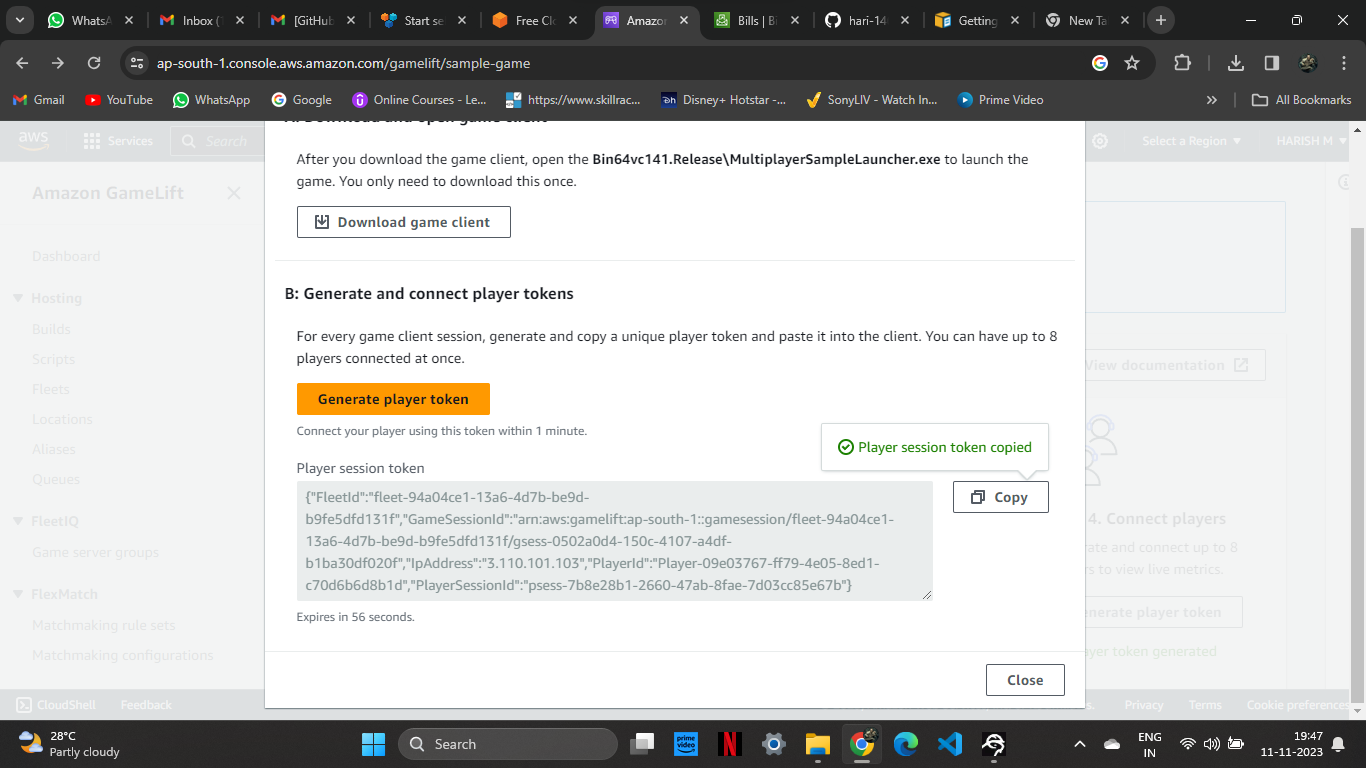 WhatsA
Inbox (
[GitHub
Start se
Free Clo
Amazon
Bills | Bi
hari-14
Getting
New Ta
ap-south-1.console.aws.amazon.com/gamelift/sample-game
Gmail
YouTube
WhatsApp
Google
Online Courses - Le...
https://www.skillrac...
Disney+ Hotstar -...
SonyLIV - Watch In...
Prime Video
»
All Bookmarks
aws
Services
Search
Select a Region
HARISH M
Amazon GameLift
Dashboard
Hosting
Builds
Scripts
Fleets
Locations
Aliases
Queues
FleetIQ
Game server groups
FlexMatch
Matchmaking rule sets
Matchmaking configurations
A: Download and open game client
After you download the game client, open the Bin64vc141.Release\MultiplayerSampleLauncher.exe to launch the
game. You only need to download this once.
Download game client
B: Generate and connect player tokens
For every game client session, generate and copy a unique player token and paste it into the client. You can have up to 8
players connected at once.
Generate player token
Connect your player using this token within 1 minute.
Player session token copied
Player session token
{"FleetId":"fleet-94a04ce1-13a6-4d7b-be9d-
b9fe5dfd131f","GameSessionId":"arn:aws:gamelift:ap-south-1::gamesession/fleet-94a04ce1-
13a6-4d7b-be9d-b9fe5dfd131f/gsess-0502a0d4-150c-4107-a4df-
b1ba30df020f","IpAddress":"3.110.101.103","PlayerId":"Player-09e03767-ff79-4e05-8ed1-
c70d6b6d8b1d","PlayerSessionId":"psess-7b8e28b1-2660-47ab-8fae-7d03cc85e67b"}
Copy
Expires in 56 seconds.
Close
View documentation
4. Connect players
ate and connect up to 8
rs to view live metrics.
enerate player token
ayer token generated
CloudShell
Feedback
s.
Privacy
Terms
Cookie preferences
28°C
Partly cloudy
Search
prime
video
N
ENG
IN
19:47
11-11-2023